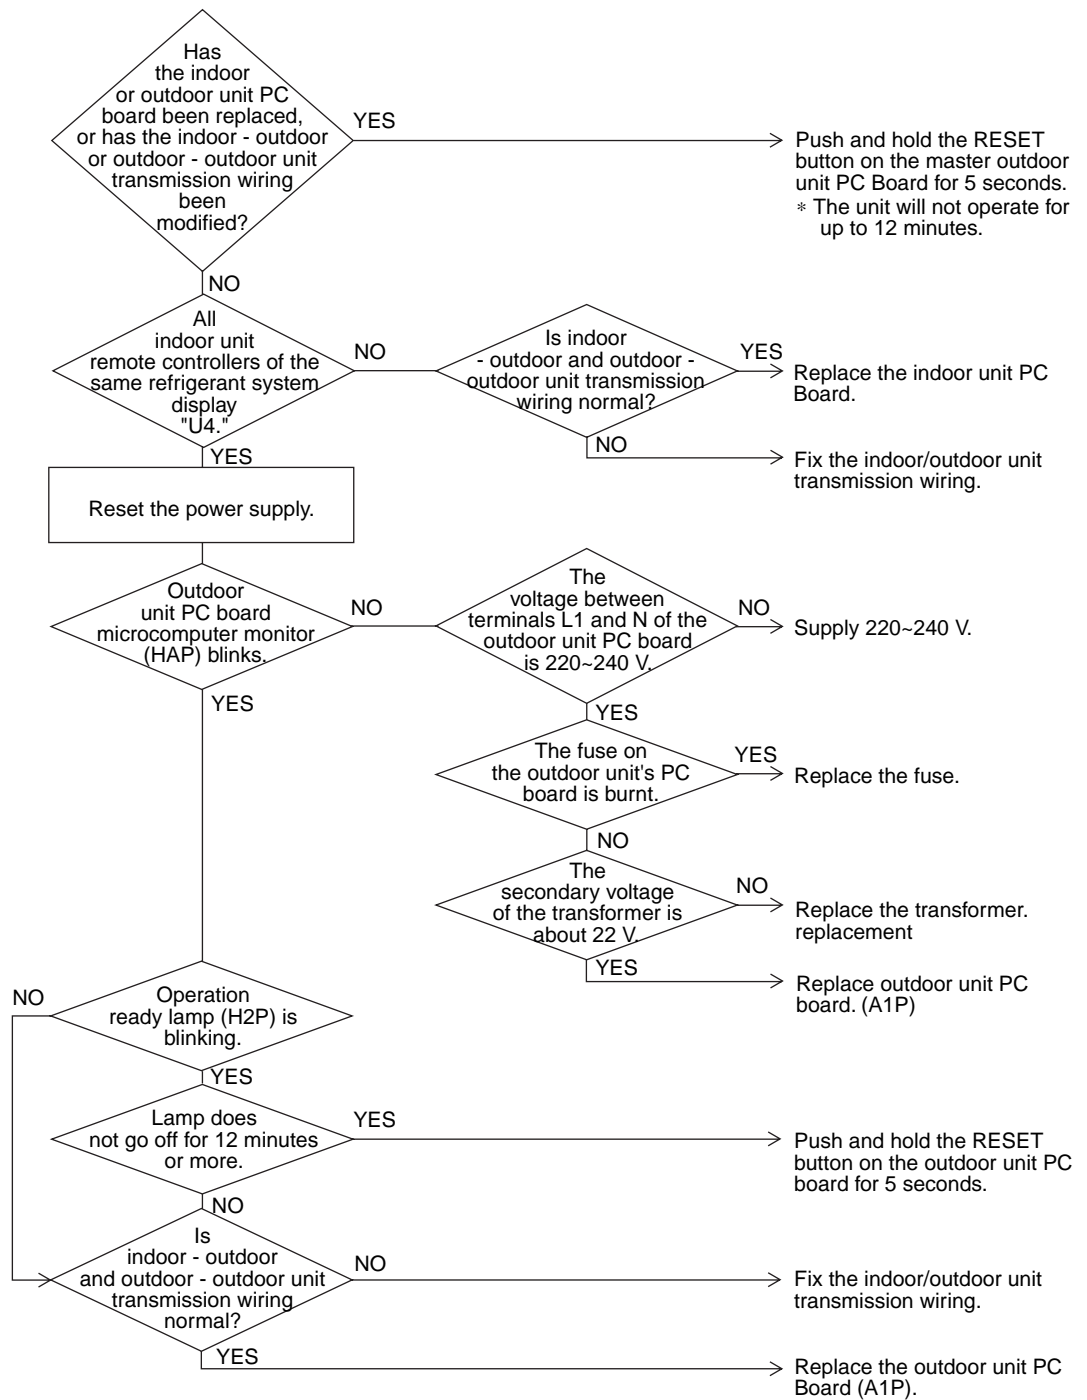 Has
the indoor
or outdoor unit PC
board been replaced,
or has the indoor - outdoor
or outdoor - outdoor unit
transmission wiring
been
modified?
YES
Push and hold the RESET
button on the master outdoor
unit PC Board for 5 seconds.
* The unit will not operate for
up to 12 minutes.
NO
All
indoor unit
remote controllers of the
same refrigerant system
display
"U4."
NO
Is indoor
- outdoor and outdoor -
outdoor unit transmission
wiring normal?
YES
Replace the indoor unit PC
Board.
NO
Fix the indoor/outdoor unit
transmission wiring.
YES
Reset the power supply.
Outdoor
unit PC board
microcomputer monitor
(HAP) blinks.
NO
The
voltage between
terminals L1 and N of the
outdoor unit PC board
is 220~240 V.
NO
Supply 220~240 V.
YES
YES
The fuse on
the outdoor unit's PC
board is burnt.
YES
Replace the fuse.
NO
The
secondary voltage
of the transformer is
about 22 V.
NO
Replace the transformer.
replacement
YES
Replace outdoor unit PC
board. (A1P)
NO
Operation
ready lamp (H2P) is
blinking.
YES
Lamp does
not go off for 12 minutes
or more.
YES
Push and hold the RESET
button on the outdoor unit PC
board for 5 seconds.
NO
Is
indoor - outdoor
and outdoor - outdoor unit
transmission wiring
normal?
NO
Fix the indoor/outdoor unit
transmission wiring.
YES
Replace the outdoor unit PC
Board (A1P).